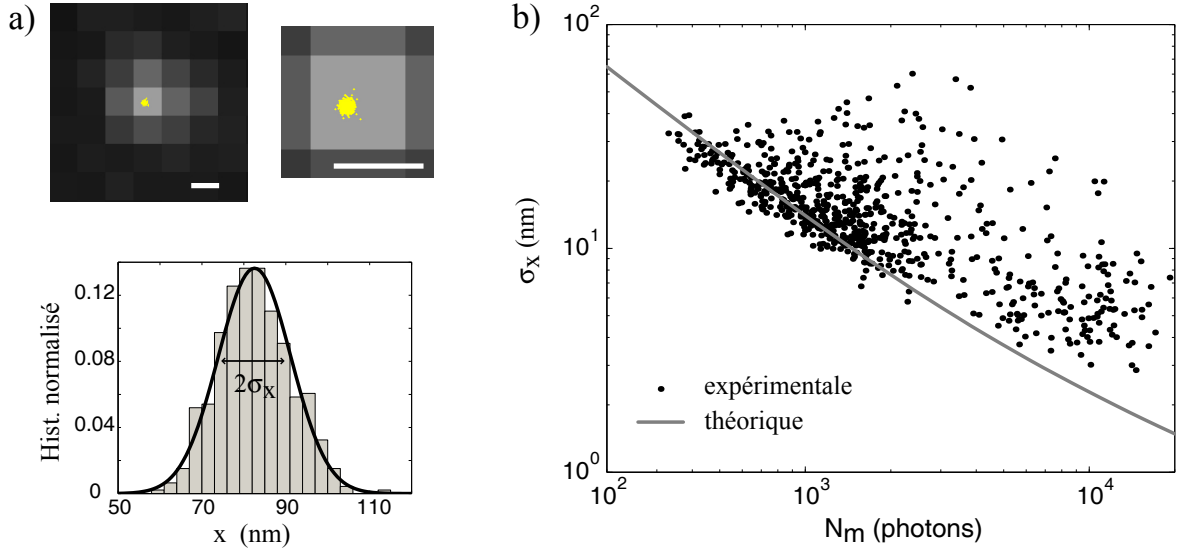 a)
b)
Hist. normalisé
0.12
0.08
0.04
0
2σx
50
70
90
110
x (nm)
σx (nm)
10²
10¹
10⁰
expérimentale
théorique
10²
10³
10⁴
Nm (photons)